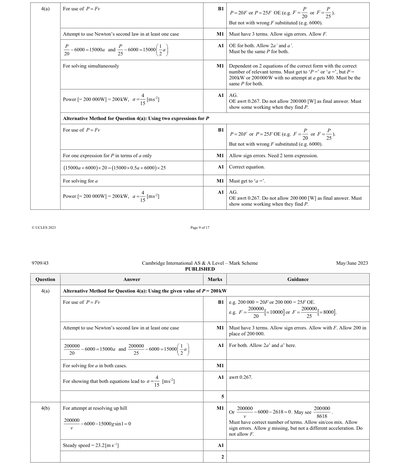 4(a)
For use of P = Fv
B1
P = 20F or P = 25F OE (e.g. F = P/20 or F = P/25).
But not with wrong F substituted (e.g. 6000).
Attempt to use Newton's second law in at least one case
M1
Must have 3 terms. Allow sign errors. Allow F.
P/20 − 6000 = 15000a and P/25 − 6000 = 15000(1/2 a)
A1
OE for both. Allow 2a' and a'.
Must be the same P for both.
For solving simultaneously
M1
Dependent on 2 equations of the correct form with the correct
number of relevant terms. Must get to 'P =' or 'a =', but P =
200kW or 200000W with no attempt at a gets M0. Must be the
same P for both.
Power [= 200 000W] = 200kW, a = 4/15 [ms⁻²]
A1
AG.
OE awrt 0.267. Do not allow 200000 [W] as final answer. Must
show some working when they find P.
Alternative Method for Question 4(a): Using two expressions for P
For use of P = Fv
B1
P = 20F or P = 25F OE (e.g. F = P/20 or F = P/25).
But not with wrong F substituted (e.g. 6000).
For one expression for P in terms of a only
M1
Allow sign errors. Need 2 term expression.
(15000a + 6000) × 20 = (15000 × 0.5a + 6000) × 25
A1
Correct equation.
For solving for a
M1
Must get to 'a ='.
Power [= 200 000W] = 200kW, a = 4/15 [ms⁻²]
A1
AG.
OE awrt 0.267. Do not allow 200000 [W] as final answer. Must
show some working when they find P.
© UCLES 2023
Page 9 of 17
9709/43
Cambridge International AS & A Level – Mark Scheme
PUBLISHED
May/June 2023
Question
Answer
Marks
Guidance
4(a)
Alternative Method for Question 4(a): Using the given value of P = 200kW
For use of P = Fv
B1
e.g. 200 000 = 20F or 200 000 = 25F OE.
e.g. F = 200000/20 [=10000] or F = 200000/25 [=8000].
Attempt to use Newton's second law in at least one case
M1
Must have 3 terms. Allow sign errors. Allow with F. Allow 200 in
place of 200 000.
200000/20 − 6000 = 15000a and 200000/25 − 6000 = 15000(1/2 a)
A1
For both. Allow 2a' and a' here.
For solving for a in both cases.
M1
For showing that both equations lead to a = 4/15 [ms⁻²]
A1
awrt 0.267.
5
4(b)
For attempt at resolving up hill
M1
Or 200000/v − 6000 − 2618 = 0. May see 200000/8618.
200000/v − 6000 − 15000g sin1 = 0
Must have correct number of terms. Allow sin/cos mix. Allow
sign errors. Allow g missing, but not a different acceleration. Do
not allow F.
Steady speed = 23.2[m s⁻¹]
A1
2